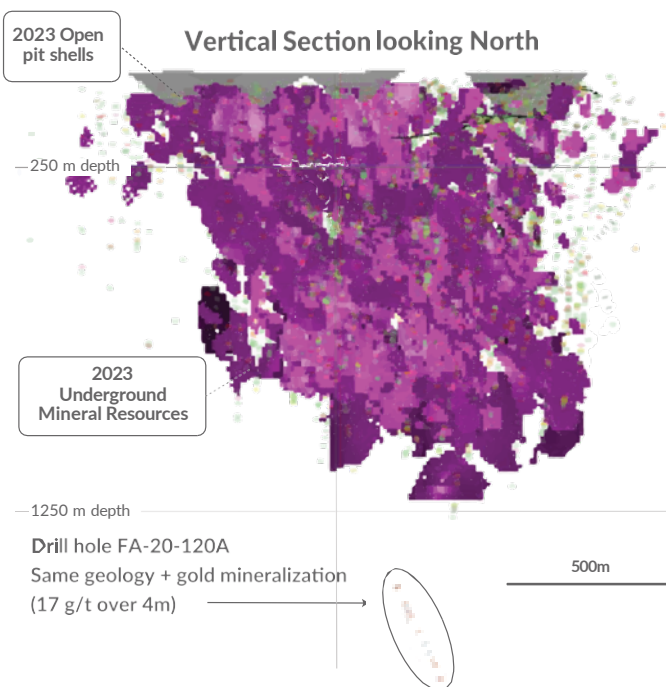 2023 Open
pit shells
Vertical Section looking North
250 m depth
2023
Underground
Mineral Resources
1250 m depth
Drill hole FA-20-120A
Same geology + gold mineralization
(17 g/t over 4m)
500m